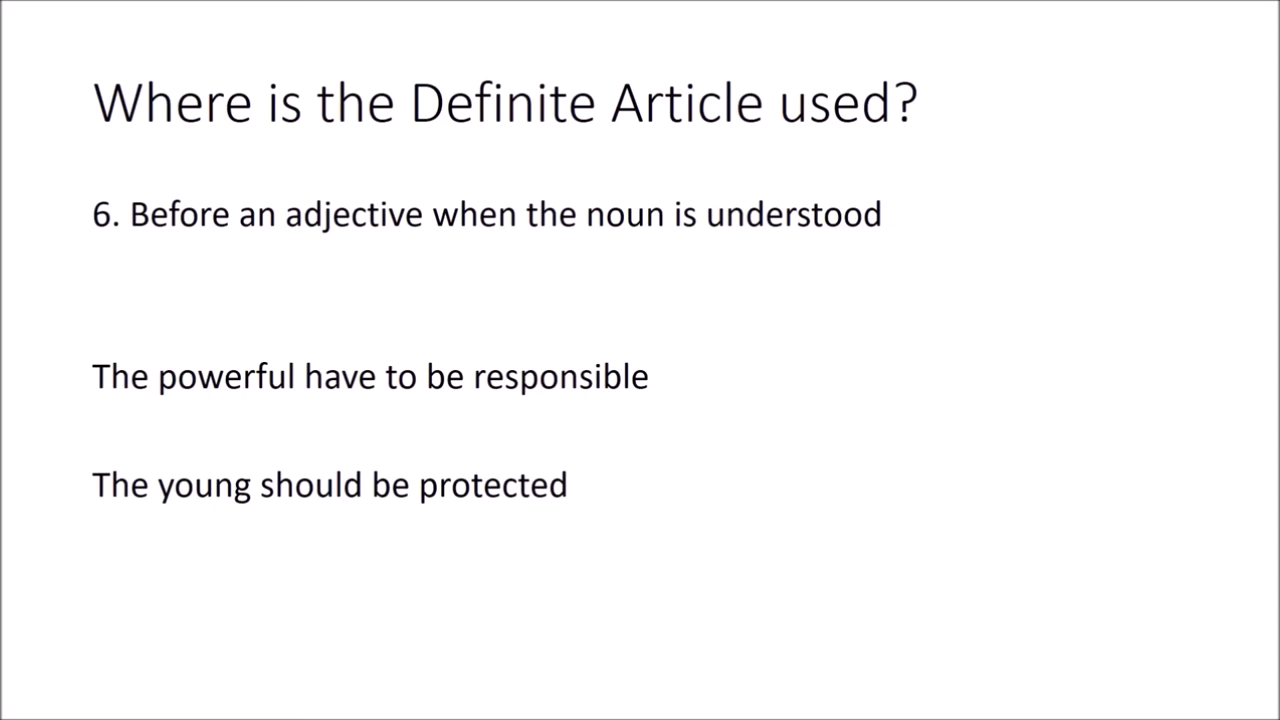 Where is the Definite Article used?
6. Before an adjective when the noun is understood
The powerful have to be responsible
The young should be protected